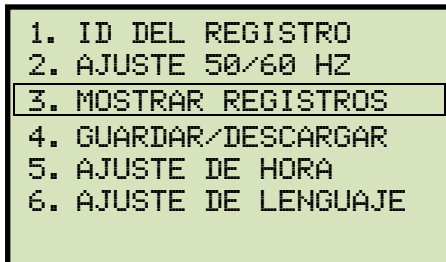 1. ID DEL REGISTRO
2. AJUSTE 50/60 HZ
3. MOSTRAR REGISTROS
4. GUARDAR/DESCARGAR
5. AJUSTE DE HORA
6. AJUSTE DE LENGUAJE